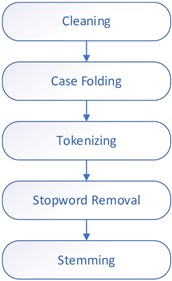 Cleaning
Case Folding
Tokenizing
Stopword Removal
Stemming